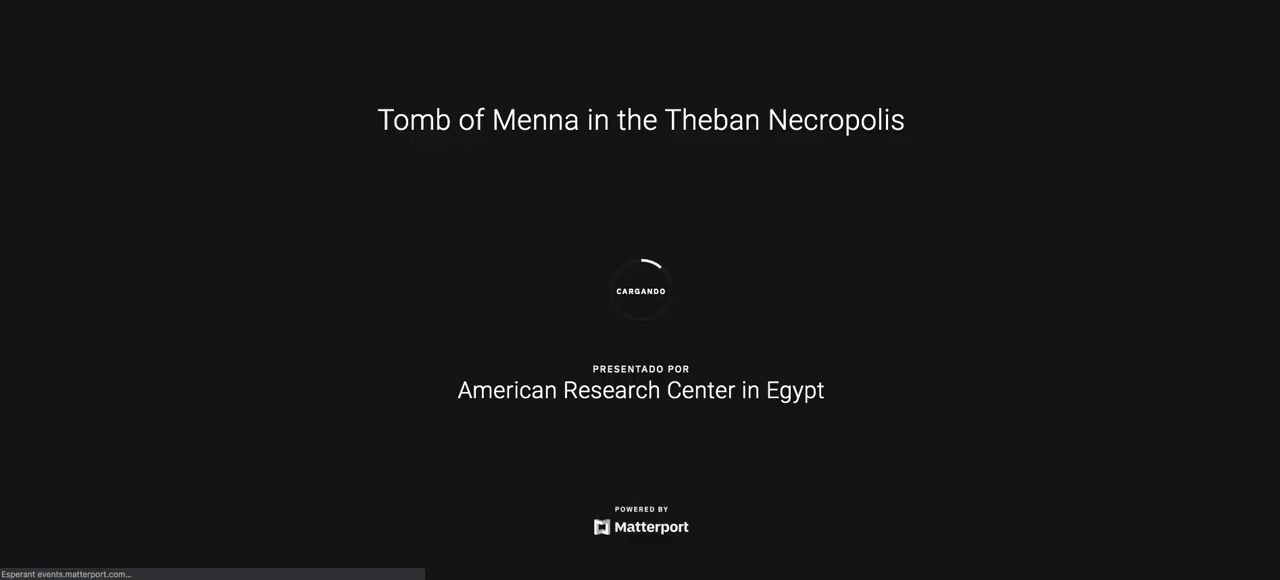 Tomb of Menna in the Theban Necropolis
CARGANDO
PRESENTADO POR
American Research Center in Egypt
POWERED BY
Matterport
Esperant events.matterport.com...